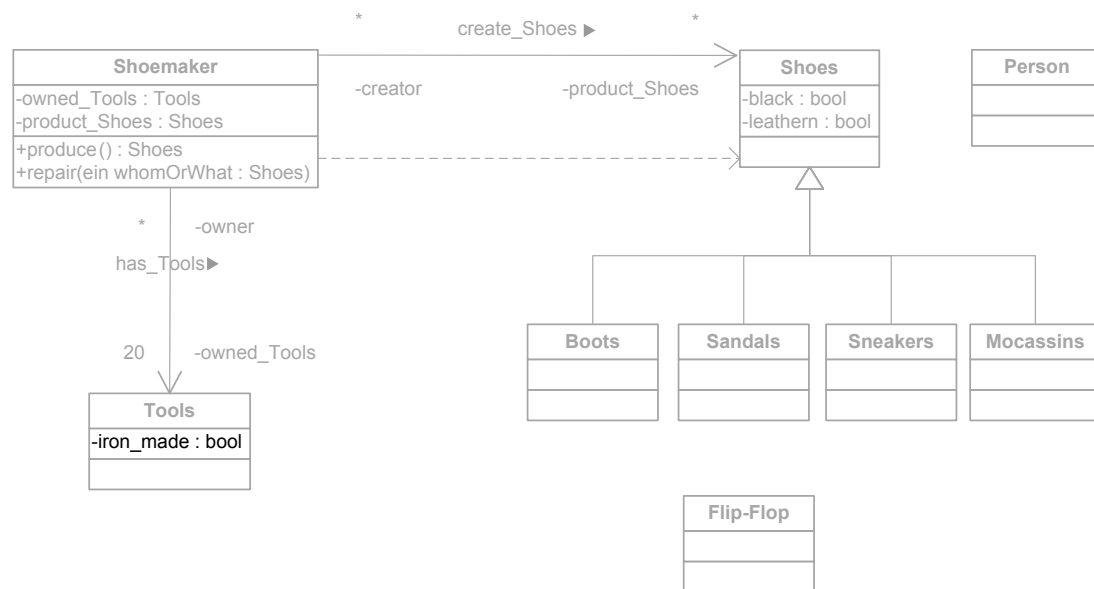 * *
create_Shoes ▶
Shoemaker
-owned_Tools : Tools
-product_Shoes : Shoes
+produce() : Shoes
+repair(ein whomOrWhat : Shoes)
-creator
-product_Shoes
Shoes
-black : bool
-leathern : bool
Person
* -owner
has_Tools▶
20 -owned_Tools
Tools
-iron_made : bool
Boots
Sandals
Sneakers
Mocassins
Flip-Flop